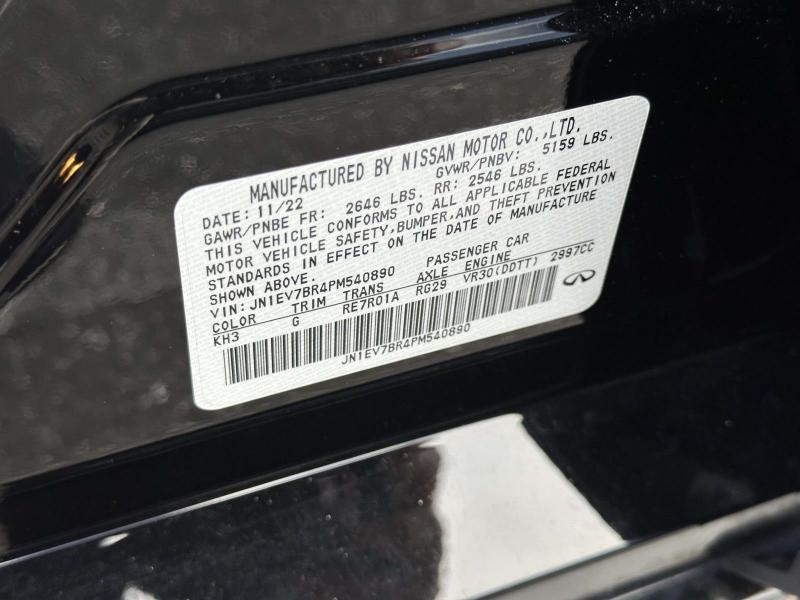 MANUFACTURED BY NISSAN MOTOR CO.,LTD.
DATE: 11/22 GVWR/PNBV: 5159 LBS.
GAWR/PNBE FR: 2646 LBS. RR: 2546 LBS.
THIS VEHICLE CONFORMS TO ALL APPLICABLE FEDERAL
MOTOR VEHICLE SAFETY, BUMPER, AND THEFT PREVENTION
STANDARDS IN EFFECT ON THE DATE OF MANUFACTURE
SHOWN ABOVE.
VIN: JN1EV7BR4PM540890 PASSENGER CAR
COLOR TRIM TRANS AXLE ENGINE
KH3 G RE7R01A RG29 VR30(DDTT) 2997CC
JN1EV7BR4PM540890